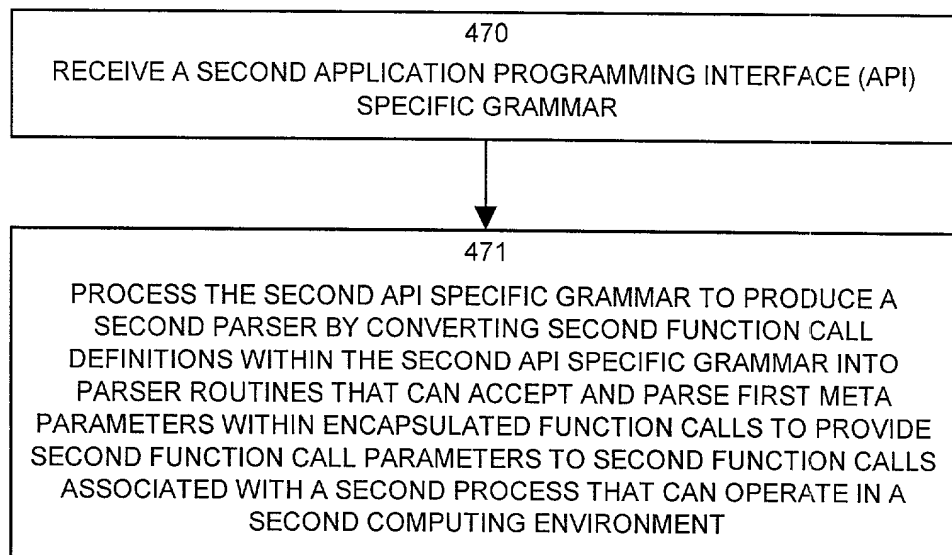 470
RECEIVE A SECOND APPLICATION PROGRAMMING INTERFACE (API)
SPECIFIC GRAMMAR
471
PROCESS THE SECOND API SPECIFIC GRAMMAR TO PRODUCE A
SECOND PARSER BY CONVERTING SECOND FUNCTION CALL
DEFINITIONS WITHIN THE SECOND API SPECIFIC GRAMMAR INTO
PARSER ROUTINES THAT CAN ACCEPT AND PARSE FIRST META
PARAMETERS WITHIN ENCAPSULATED FUNCTION CALLS TO PROVIDE
SECOND FUNCTION CALL PARAMETERS TO SECOND FUNCTION CALLS
ASSOCIATED WITH A SECOND PROCESS THAT CAN OPERATE IN A
SECOND COMPUTING ENVIRONMENT